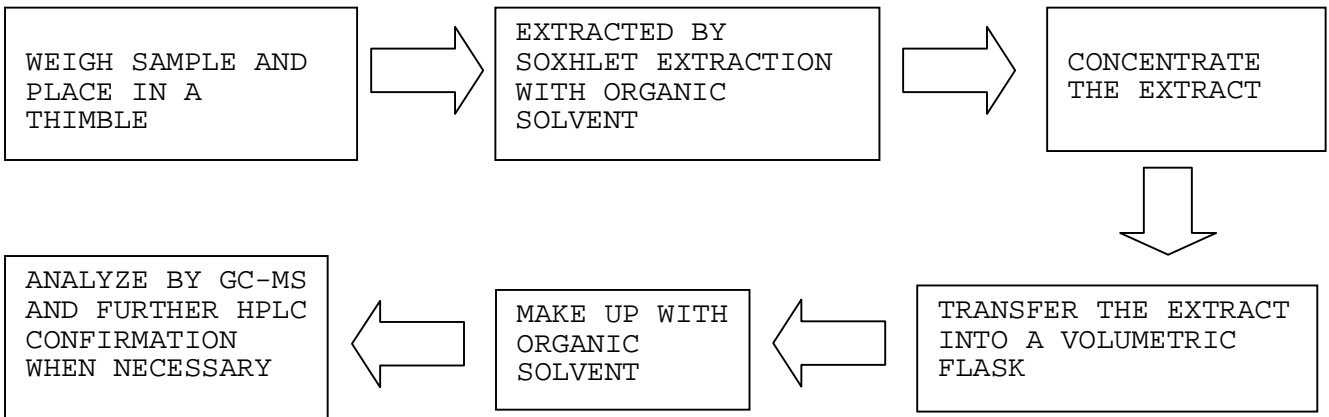 WEIGH SAMPLE AND
PLACE IN A
THIMBLE
EXTRACTED BY
SOXHLET EXTRACTION
WITH ORGANIC
SOLVENT
CONCENTRATE
THE EXTRACT
TRANSFER THE EXTRACT
INTO A VOLUMETRIC
FLASK
MAKE UP WITH
ORGANIC
SOLVENT
ANALYZE BY GC-MS
AND FURTHER HPLC
CONFIRMATION
WHEN NECESSARY